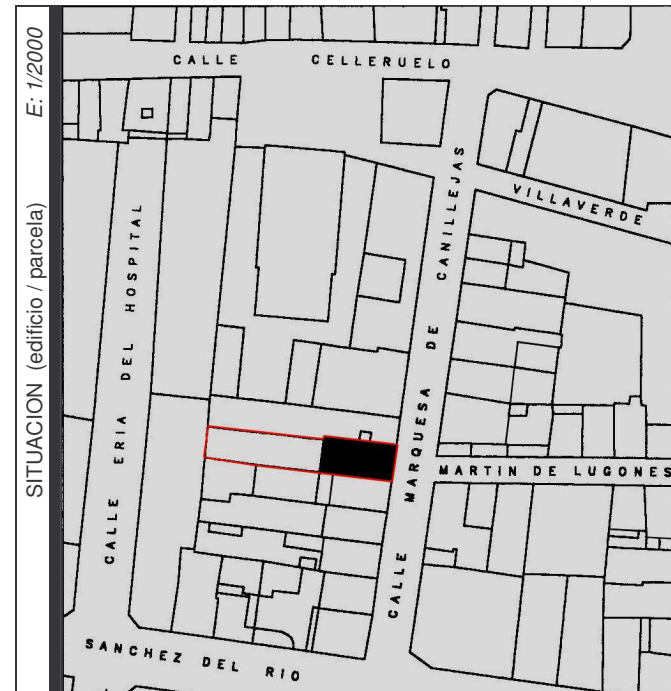 SITUACION (edificio / parcela) E: 1/2000
CALLE CELLERUELO
VILLAVERDE
CALLE MARQUESA DE CANILLEJAS
CALLE ERIA DEL HOSPITAL
MARTIN DE LUGONES
SANCHEZ DEL RIO